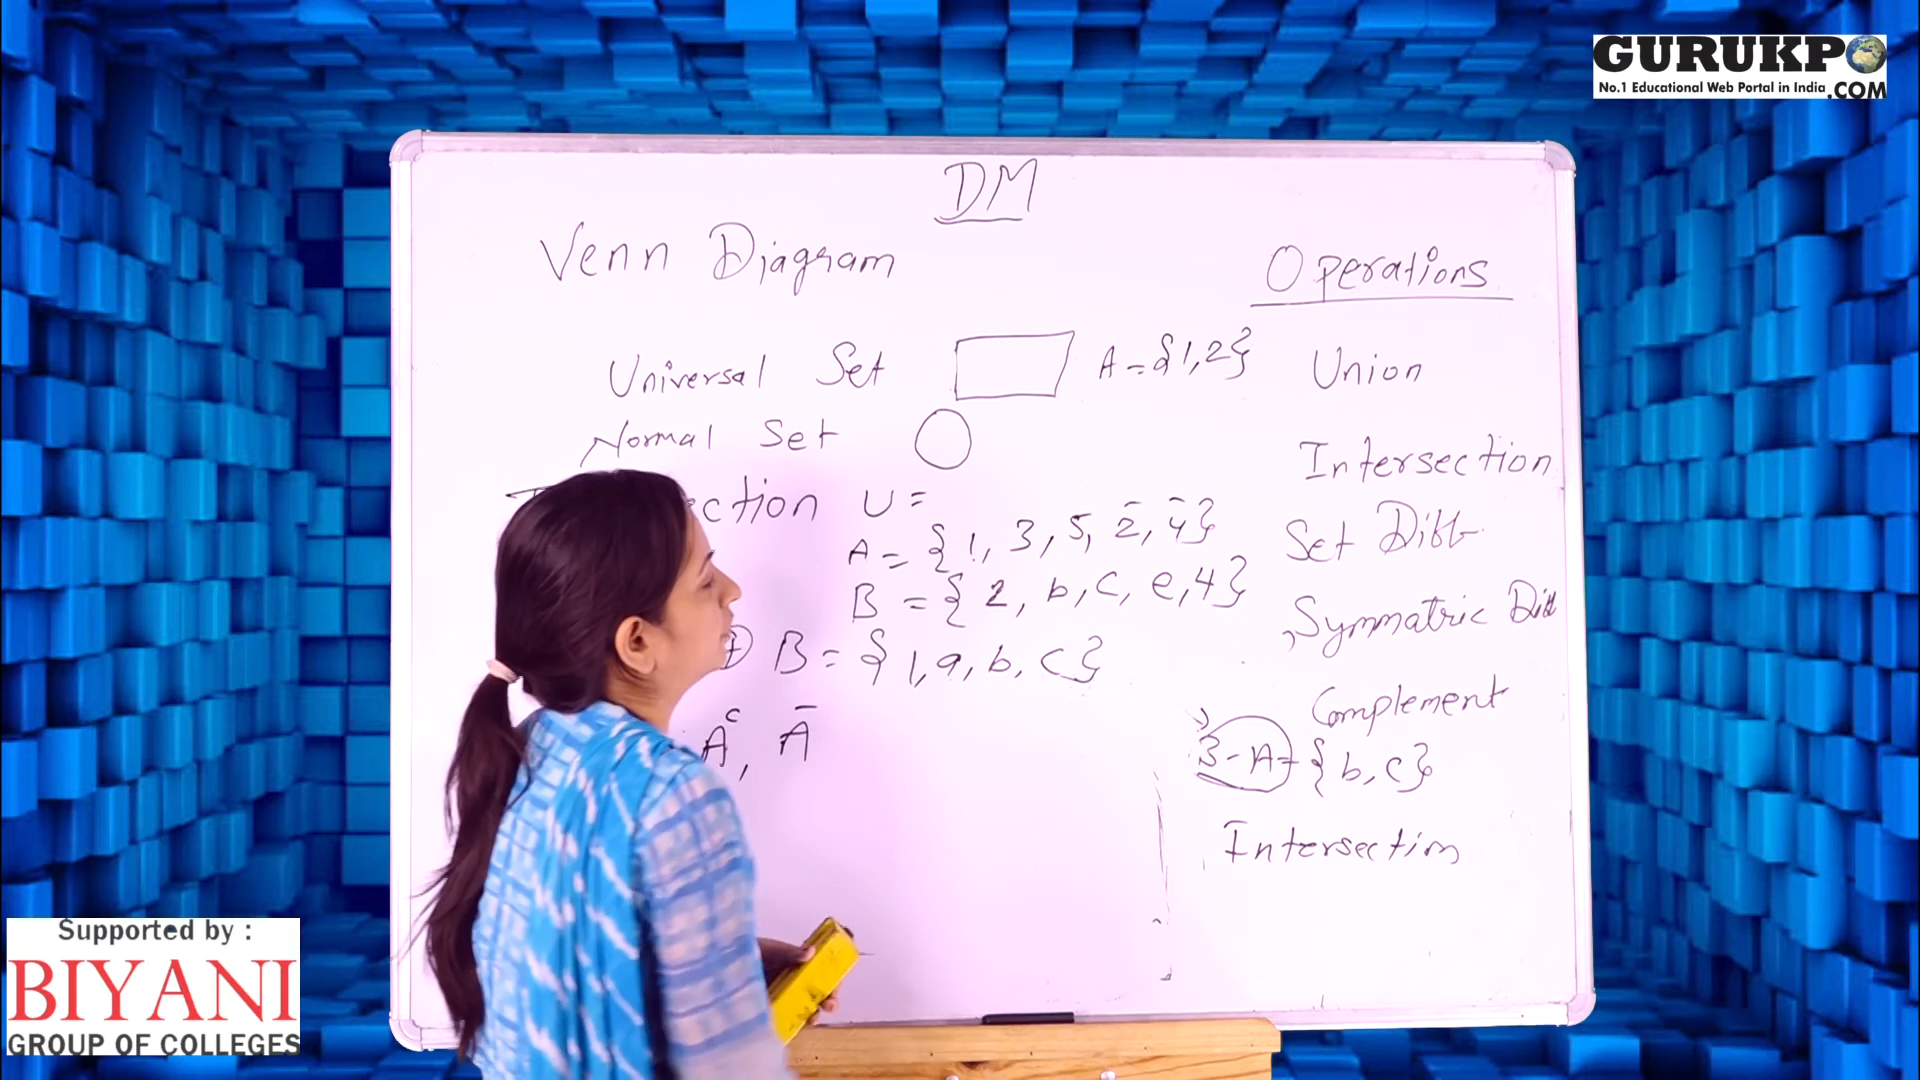 GURUKPO
No.1 Educational Web Portal in India .COM
DM
Venn Diagram
Operations
Universal Set A = {1,2} Union
Normal Set
Intersection
ction U =
A = {1, 3, 5, 2̄, 4̄}
Set Diff
B = {2, b, c, e, 4}
Symmatric Diff
B = {1, a, b, c}
Complement
Aᶜ, Ā
B - A = {b, c}
Intersection
Supported by :
BIYANI
GROUP OF COLLEGES